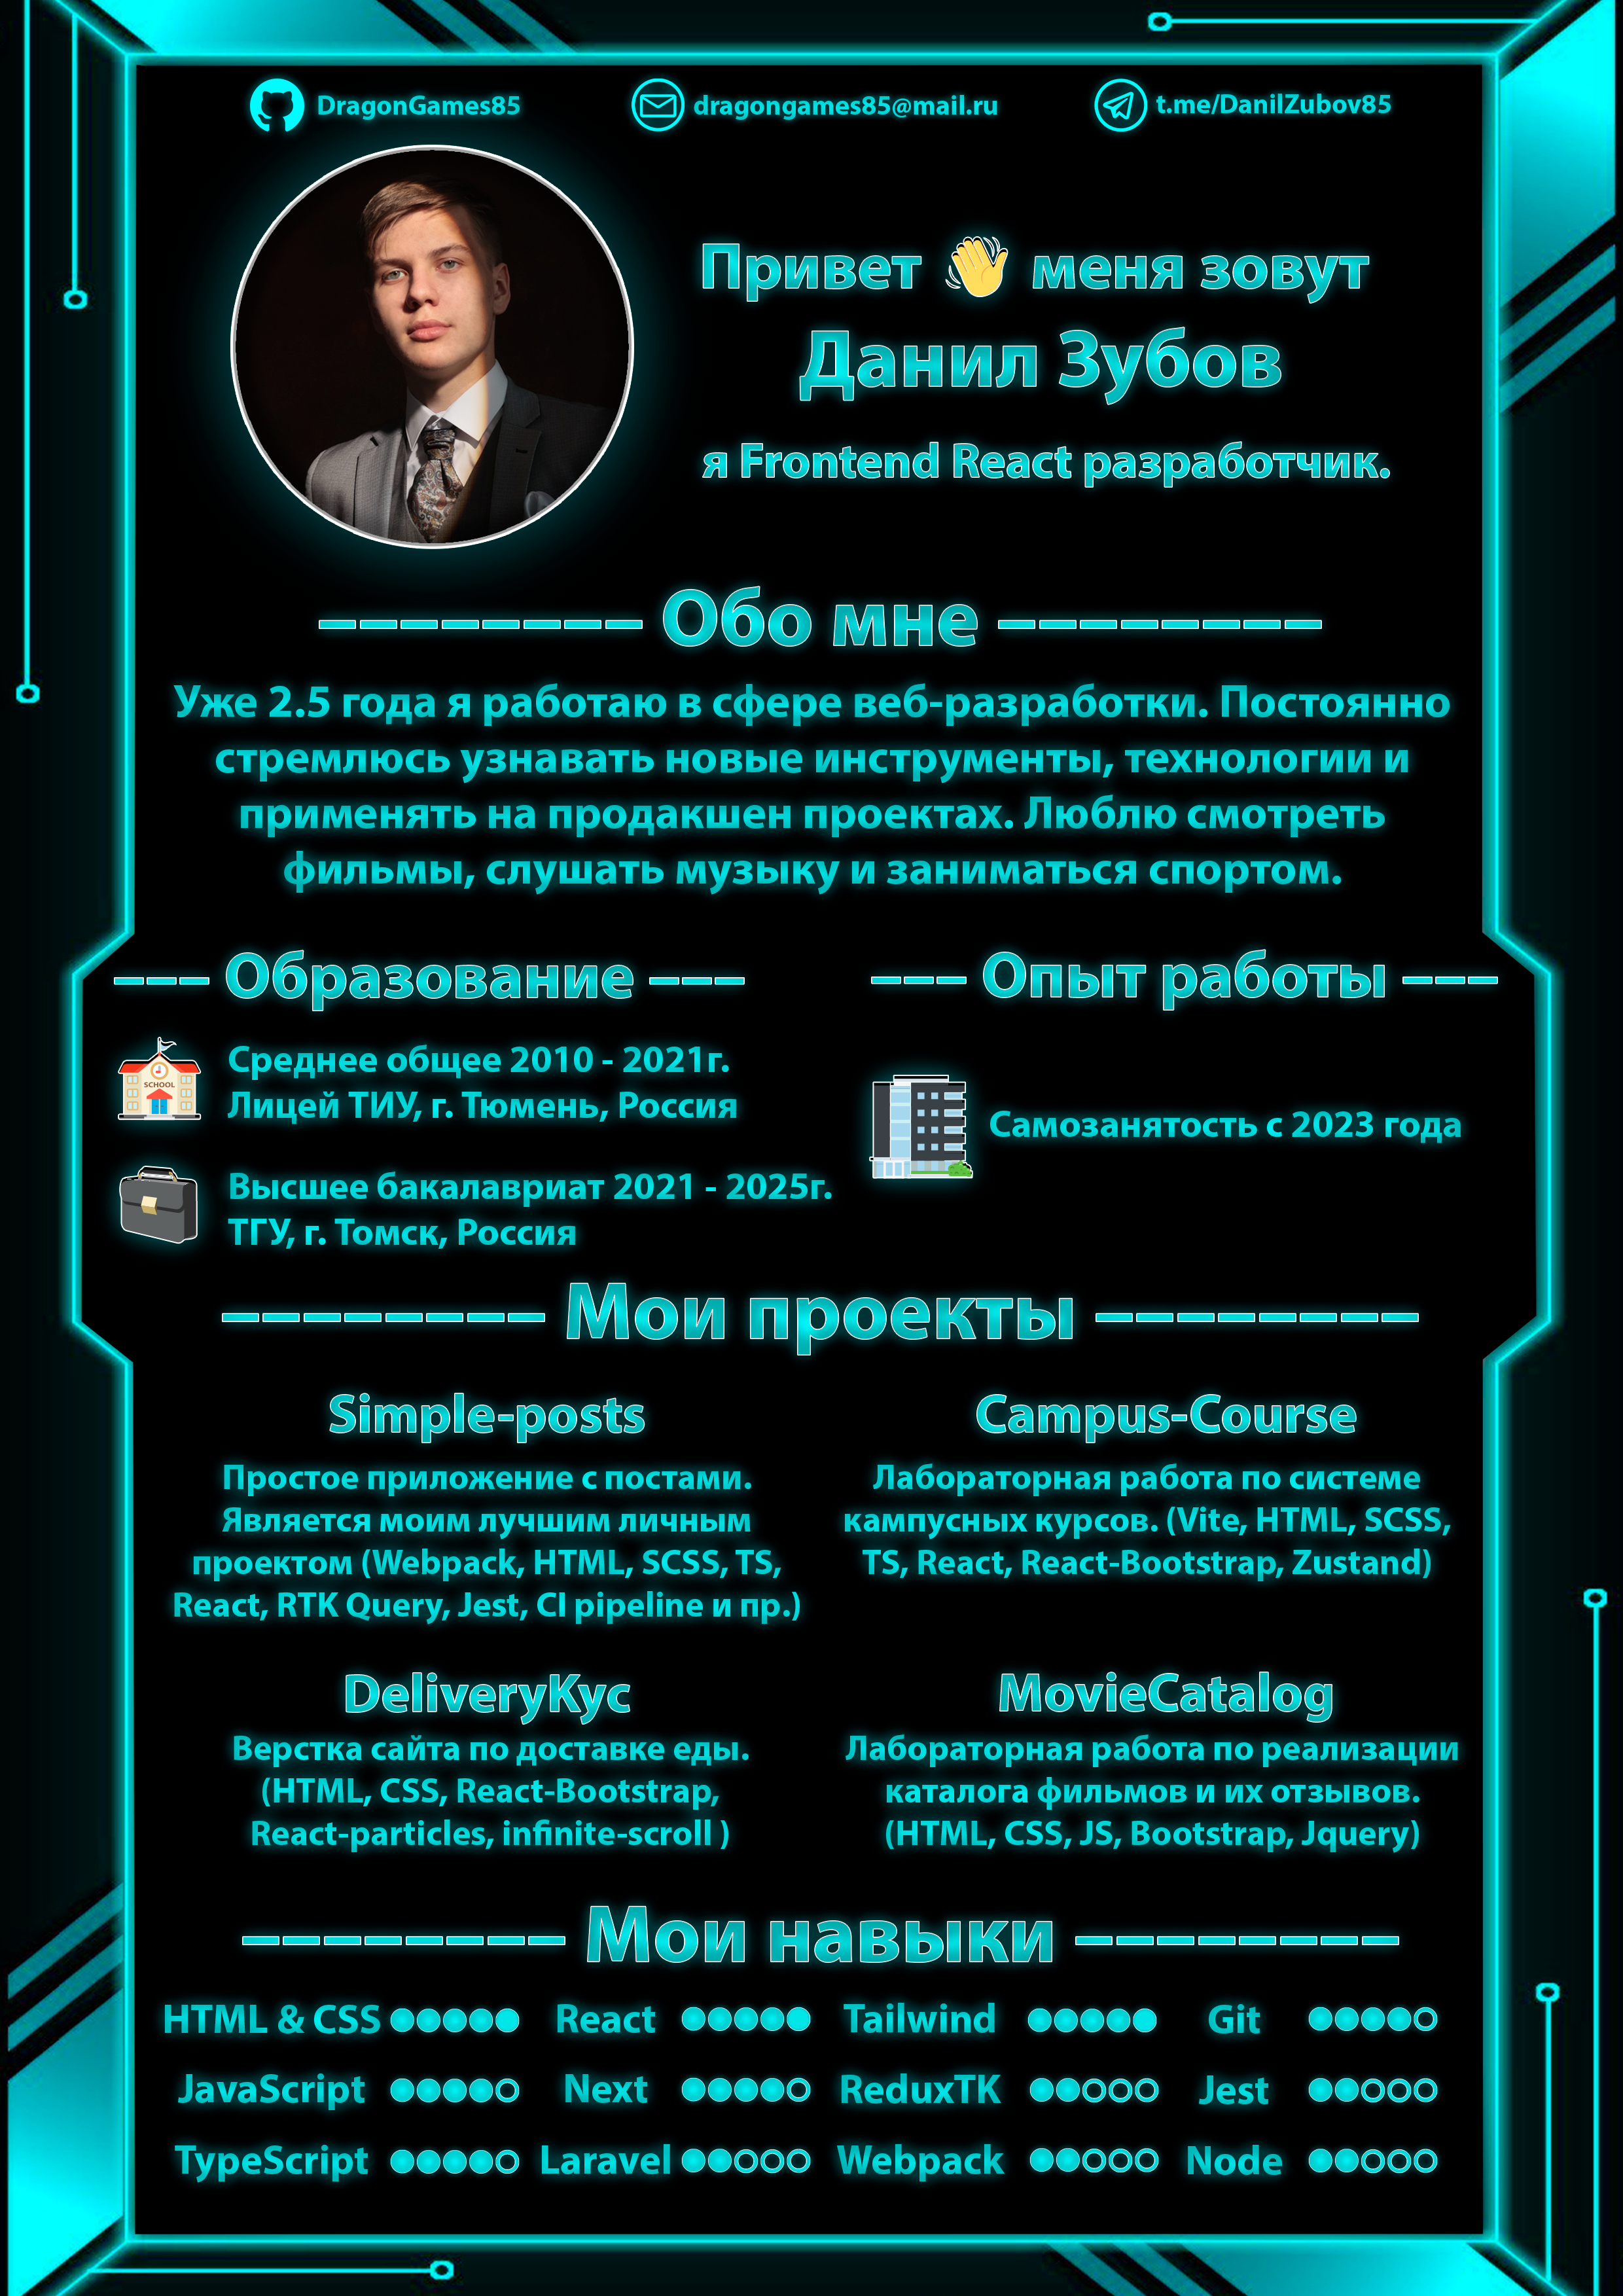 DragonGames85
dragongames85@mail.ru
t.me/DanilZubov85
Привет 👋 меня зовут
Данил Зубов
я Frontend React разработчик.
Обо мне
Уже 2.5 года я работаю в сфере веб-разработки. Постоянно
стремлюсь узнавать новые инструменты, технологии и
применять на продакшен проектах. Люблю смотреть
фильмы, слушать музыку и заниматься спортом.
--- Образование ---
SCHOOL
Среднее общее 2010 - 2021г.
Лицей ТИУ, г. Тюмень, Россия
Высшее бакалавриат 2021 - 2025г.
ТГУ, г. Томск, Россия
--- Опыт работы ---
Самозанятость с 2023 года
-------- Мои проекты --------
Simple-posts
Простое приложение с постами.
Является моим лучшим личным
проектом (Webpack, HTML, SCSS, TS,
React, RTK Query, Jest, CI pipeline и пр.)
Campus-Course
Лабораторная работа по системе
кампусных курсов. (Vite, HTML, SCSS,
TS, React, React-Bootstrap, Zustand)
DeliveryKyc
Верстка сайта по доставке еды.
(HTML, CSS, React-Bootstrap,
React-particles, infinite-scroll )
MovieCatalog
Лабораторная работа по реализации
каталога фильмов и их отзывов.
(HTML, CSS, JS, Bootstrap, Jquery)
-------- Мои навыки --------
HTML & CSS React Tailwind Git
JavaScript Next ReduxTK Jest
TypeScript Laravel Webpack Node